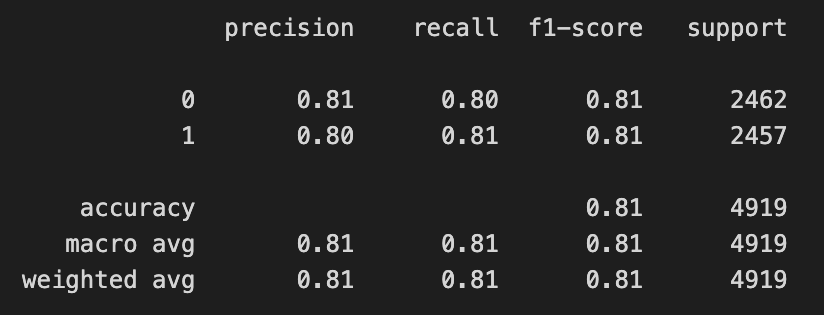 precision recall f1-score support
0 0.81 0.80 0.81 2462
1 0.80 0.81 0.81 2457
accuracy 0.81 4919
macro avg 0.81 0.81 0.81 4919
weighted avg 0.81 0.81 0.81 4919